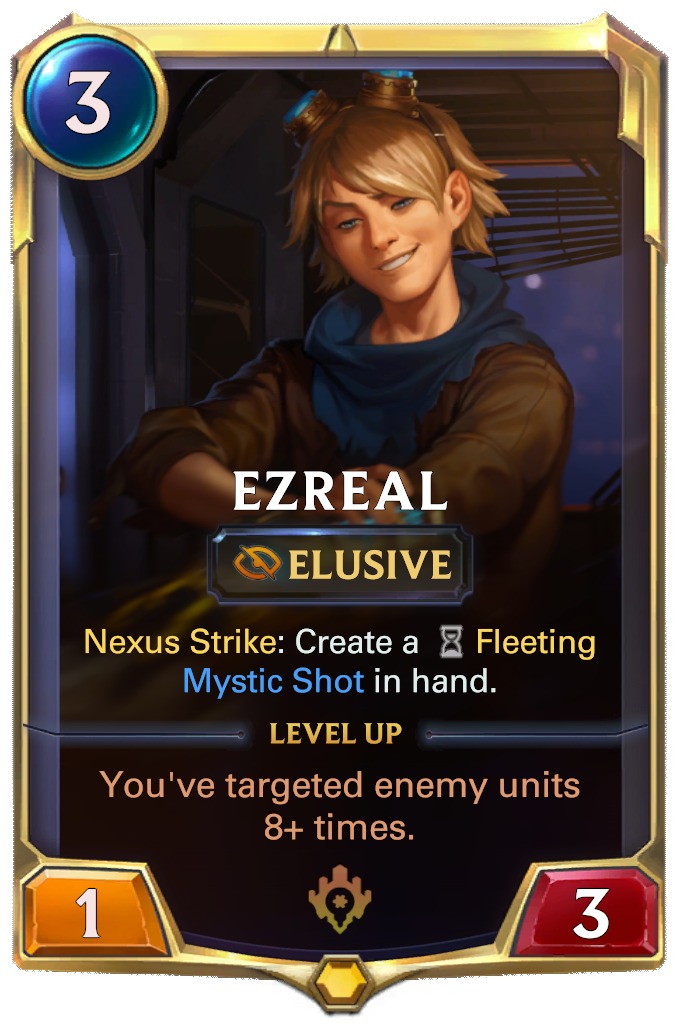 3
EZREAL
ELUSIVE
Nexus Strike: Create a Fleeting
Mystic Shot in hand.
LEVEL UP
You've targeted enemy units
8+ times.
1
3